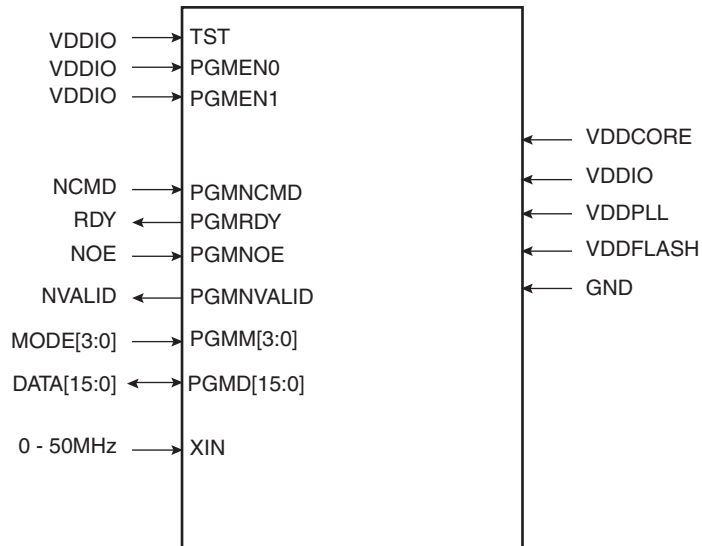 VDDIO TST
VDDIO PGMEN0
VDDIO PGMEN1
VDDCORE
VDDIO
NCMD PGMNCMD
RDY PGMRDY
VDDPLL
NOE PGMNOE
VDDFLASH
NVALID PGMNVALID
GND
MODE[3:0] PGMM[3:0]
DATA[15:0] PGMD[15:0]
0 - 50MHz XIN